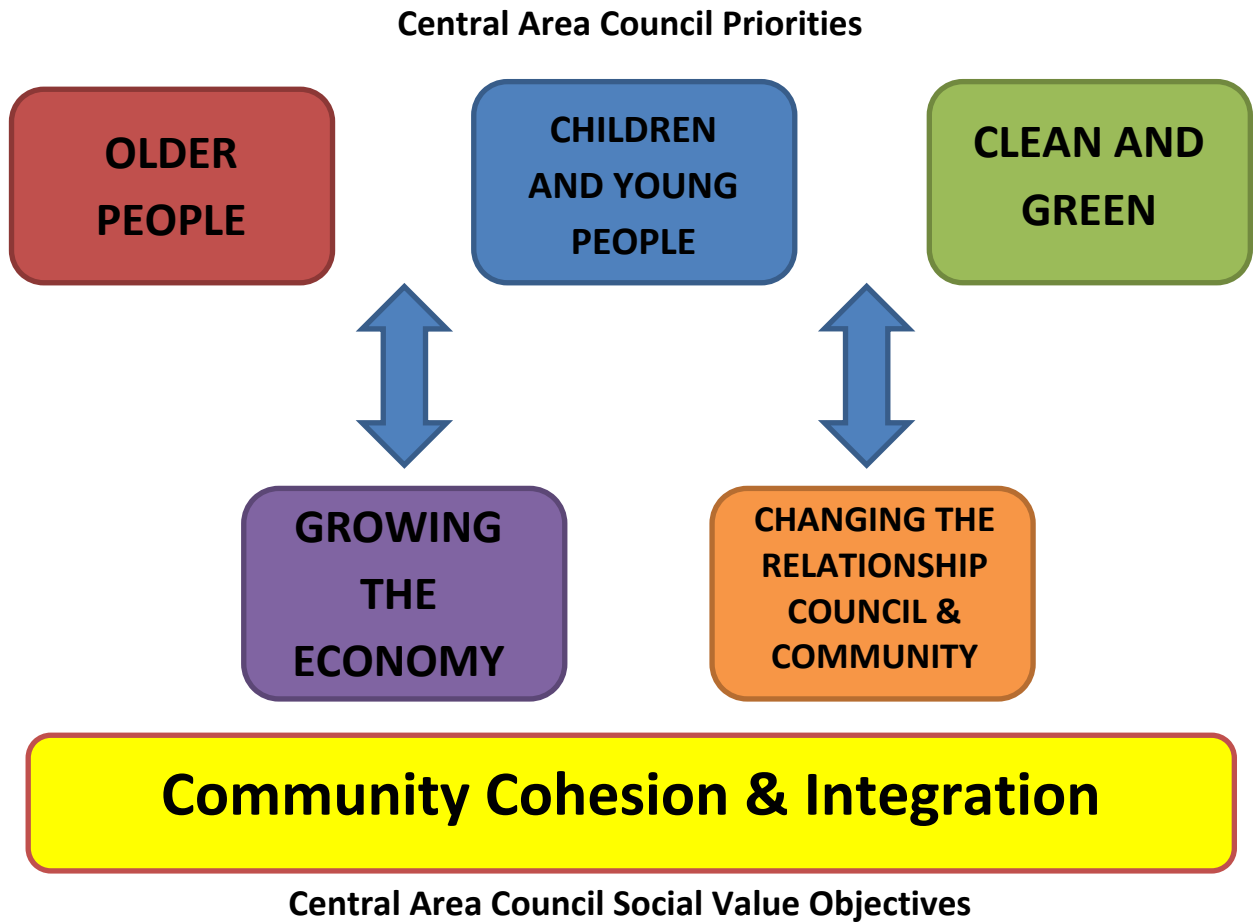 Central Area Council Priorities
OLDER
PEOPLE
CHILDREN
AND YOUNG
PEOPLE
CLEAN AND
GREEN
GROWING
THE
ECONOMY
CHANGING THE
RELATIONSHIP
COUNCIL &
COMMUNITY
Community Cohesion & Integration
Central Area Council Social Value Objectives